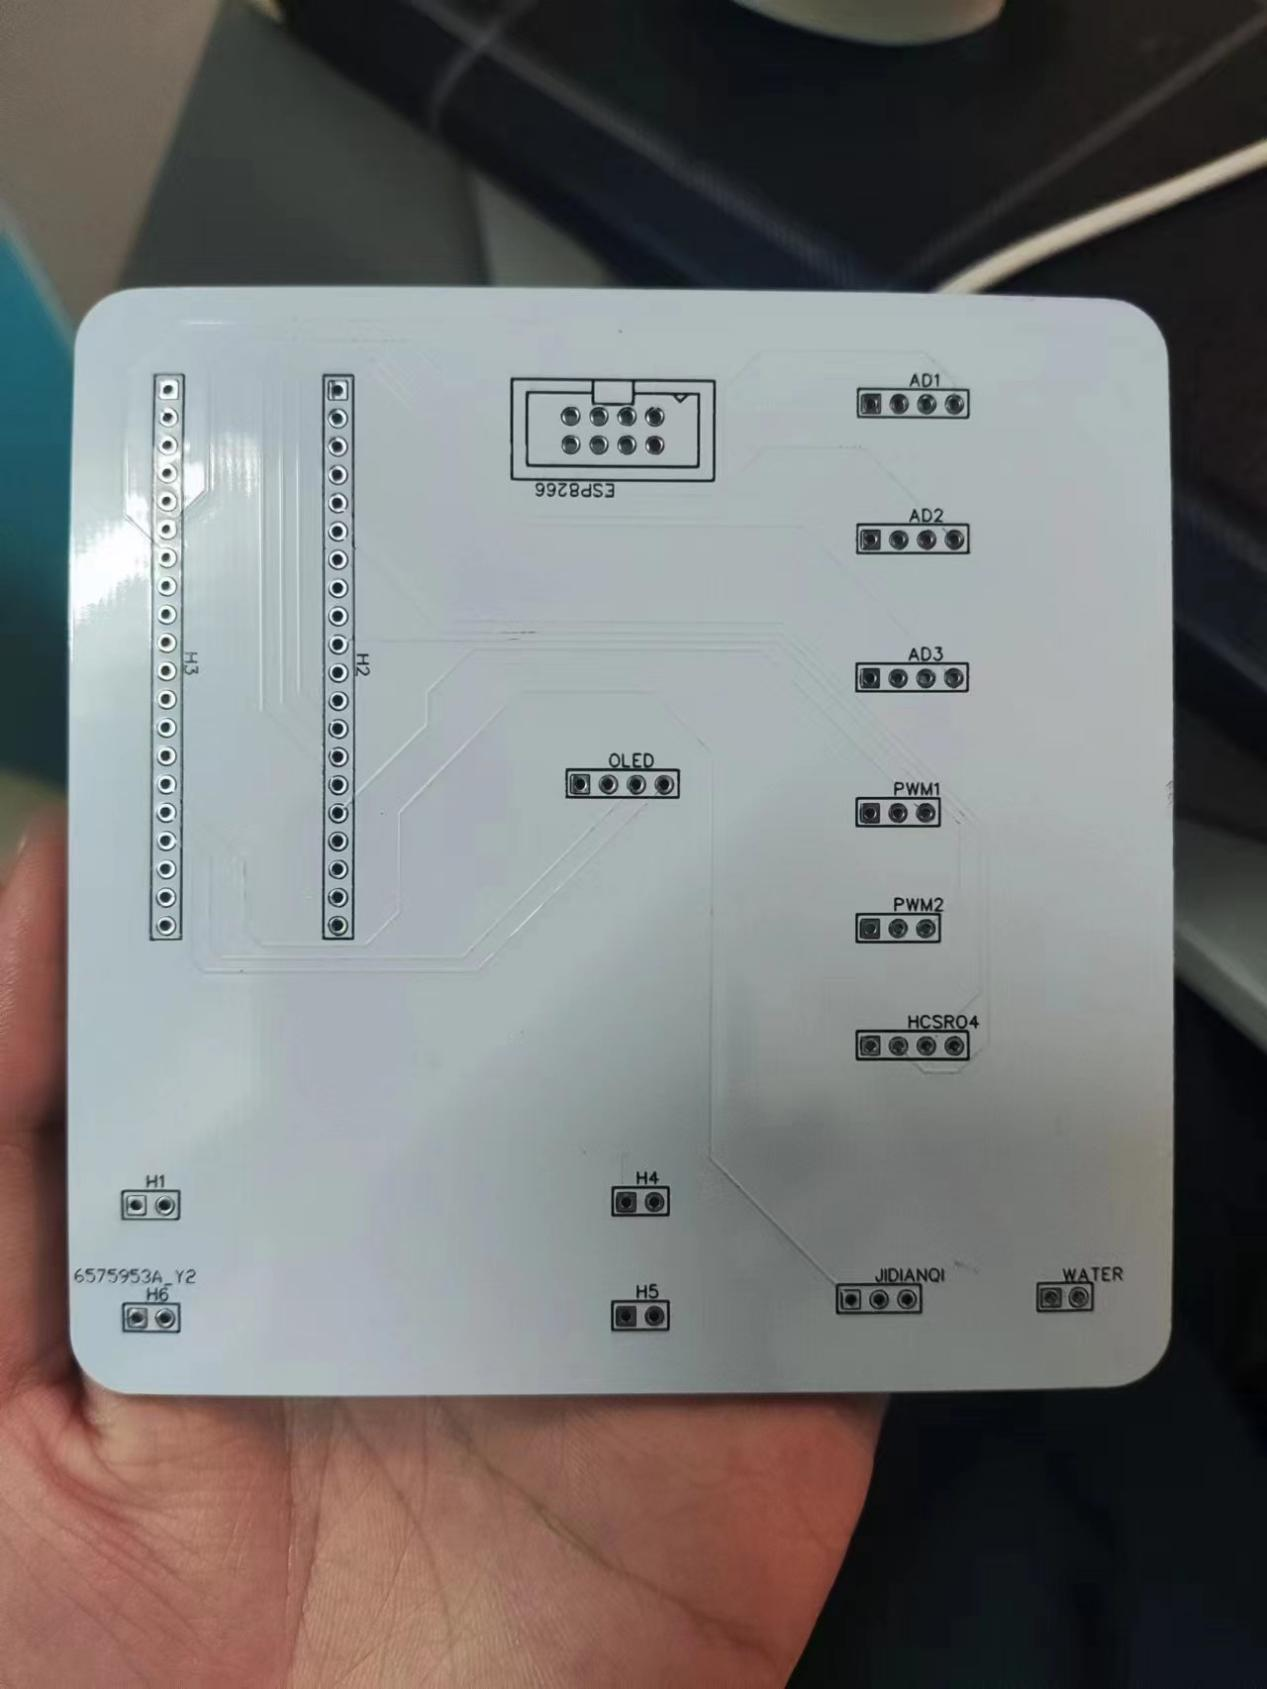 AD1
ESP8266
AD2
H3
H2
AD3
OLED
PWM1
PWM2
HCSR04
H1
H4
6575953A_Y2
H6
H5
JIDIANQI
WATER